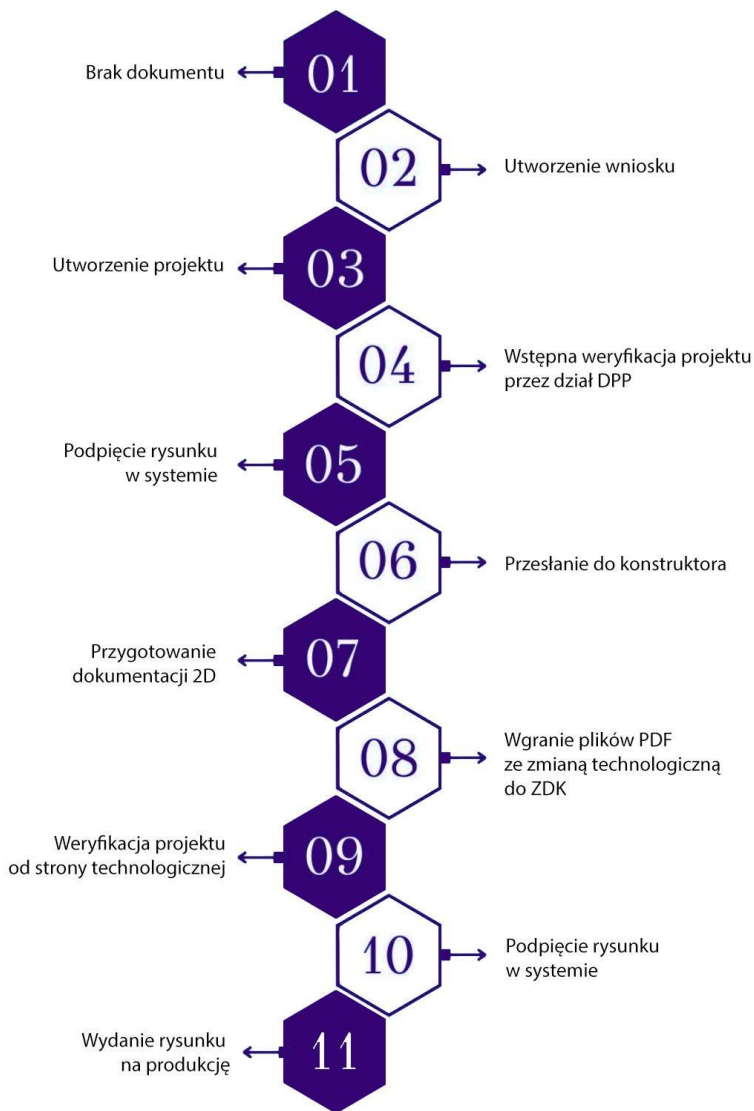 01
Brak dokumentu
02
Utworzenie wniosku
03
Utworzenie projektu
04
Wstępna weryfikacja projektu
przez dział DPP
05
Podpięcie rysunku
w systemie
06
Przesłanie do konstruktora
07
Przygotowanie
dokumentacji 2D
08
Wgranie plików PDF
ze zmianą technologiczną
do ZDK
09
Weryfikacja projektu
od strony technologicznej
10
Podpięcie rysunku
w systemie
11
Wydanie rysunku
na produkcję